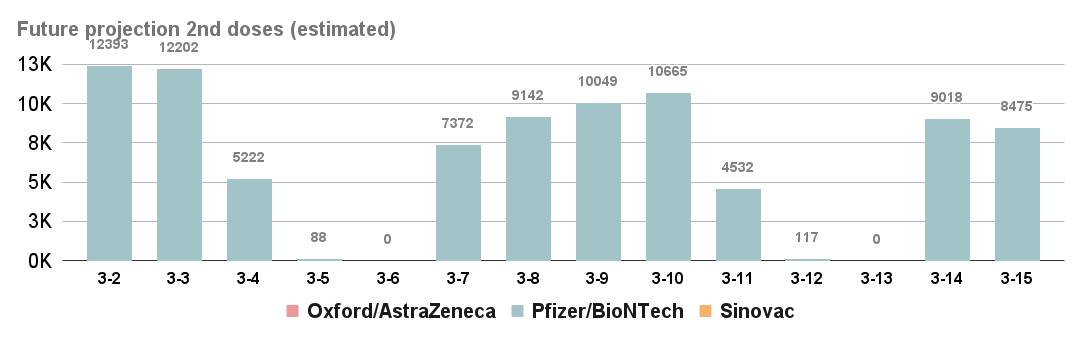 Future projection 2nd doses (estimated)
12393 12202 5222 88 0 7372 9142 10049 10665 4532 117 0 9018 8475
13K
10K
8K
5K
3K
0K
3-2 3-3 3-4 3-5 3-6 3-7 3-8 3-9 3-10 3-11 3-12 3-13 3-14 3-15
Oxford/AstraZeneca Pfizer/BioNTech Sinovac